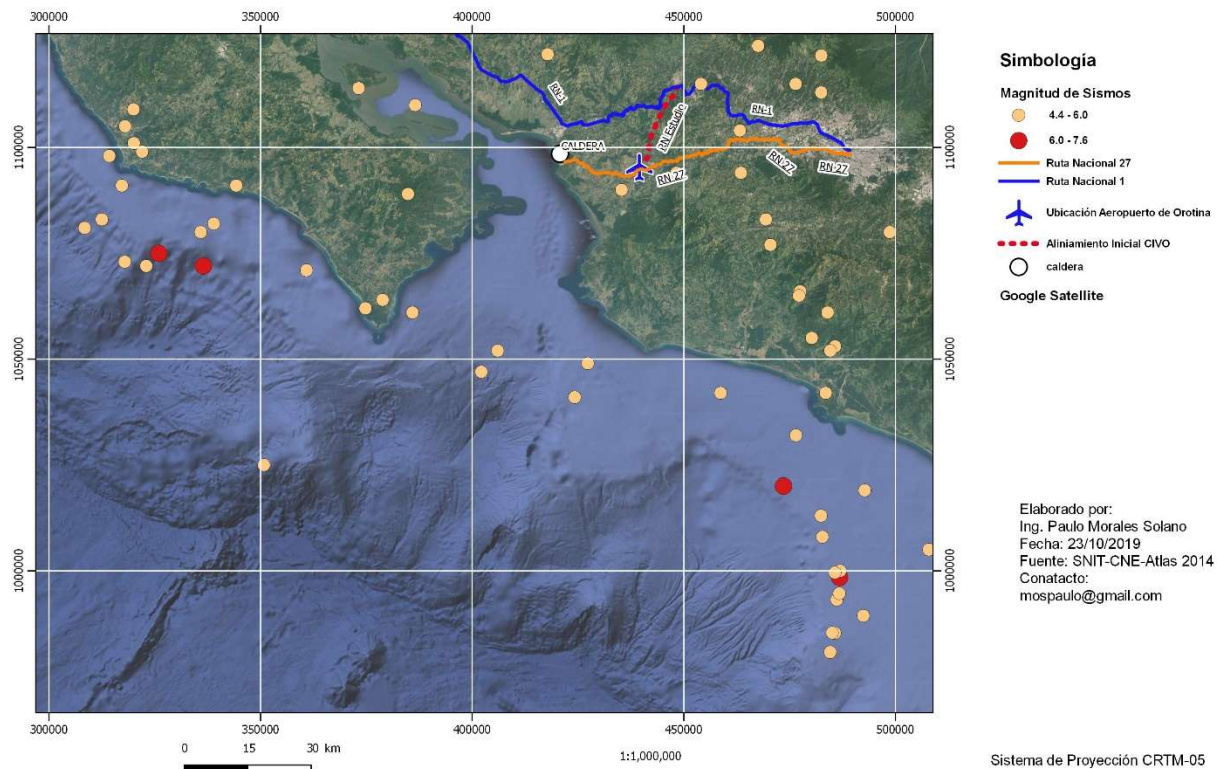 300000
350000
400000
450000
500000
1100000
1050000
1000000
RN-1
CALDERA
RN Estudio
RN-1
RN-27
RN-27
RN-27
1100000
1050000
1000000
300000
350000
400000
450000
500000
0 15 30 km
1:1,000,000
Simbología
Magnitud de Sismos
4.4 - 6.0
6.0 - 7.6
Ruta Nacional 27
Ruta Nacional 1
Ubicación Aeropuerto de Orotina
Aliniamiento Inicial CIVO
caldera
Google Satellite
Elaborado por:
Ing. Paulo Morales Solano
Fecha: 23/10/2019
Fuente: SNIT-CNE-Atlas 2014
Conatacto:
mospaulo@gmail.com
Sistema de Proyección CRTM-05